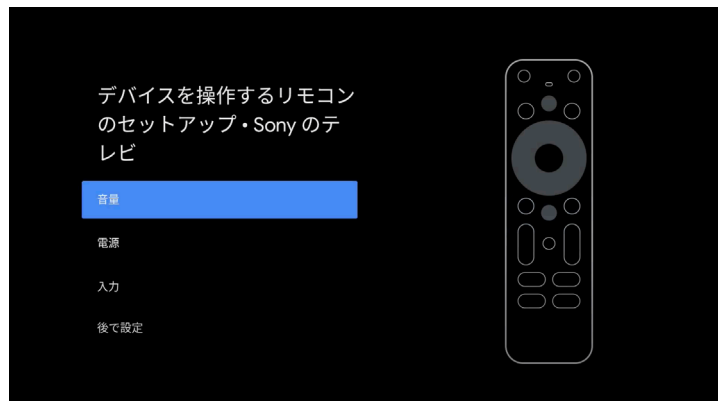 デバイスを操作するリモコン
のセットアップ • Sony のテ
レビ
音量
電源
入力
後で設定